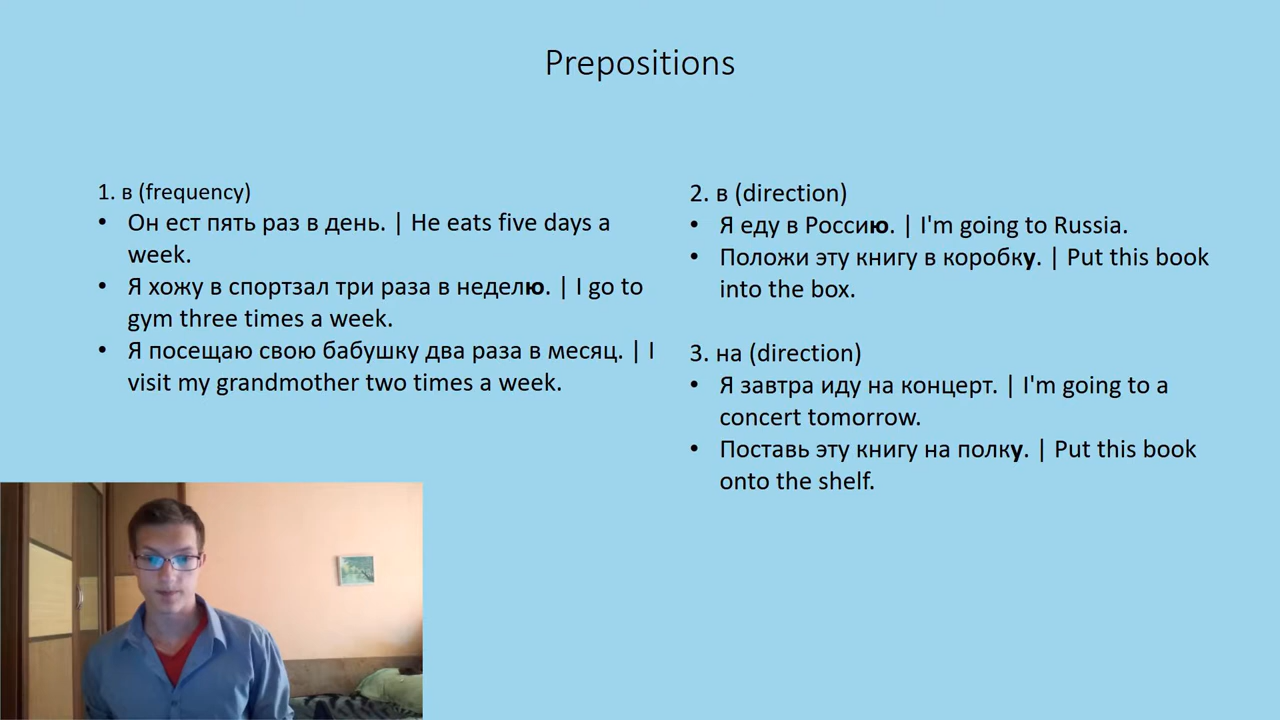 Prepositions
1. в (frequency)
• Он ест пять раз в день. | He eats five days a
week.
• Я хожу в спортзал три раза в неделю. | I go to
gym three times a week.
• Я посещаю свою бабушку два раза в месяц. | I
visit my grandmother two times a week.
2. в (direction)
• Я еду в Россию. | I'm going to Russia.
• Положи эту книгу в коробку. | Put this book
into the box.
3. на (direction)
• Я завтра иду на концерт. | I'm going to a
concert tomorrow.
• Поставь эту книгу на полку. | Put this book
onto the shelf.